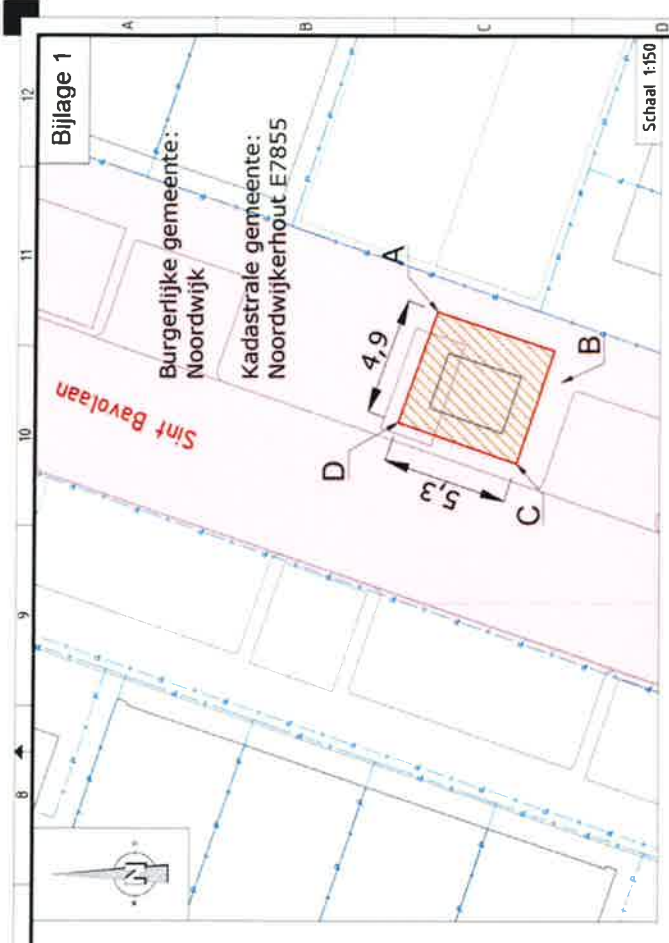 8
9
10
11
12
Bijlage 1
A
B
C
D
Burgerlijke gemeente:
Noordwijk
Kadastrale gemeente:
Noordwijkerhout E7855
Sint Bavolaan
4,9
5,3
A
B
C
D
N
Schaal 1:150